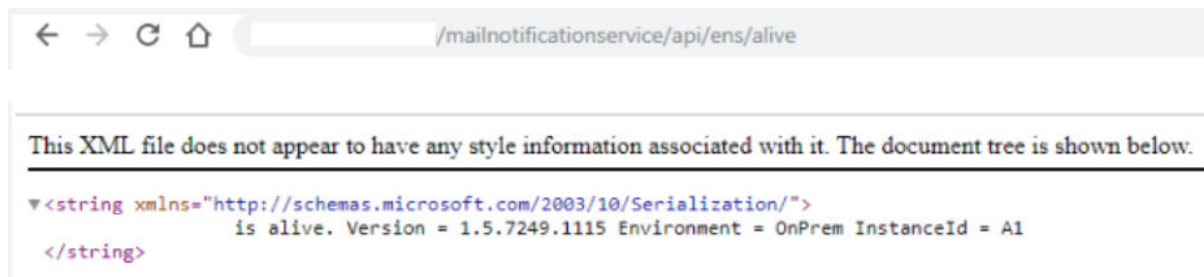 /mailnotificationservice/api/ens/alive
This XML file does not appear to have any style information associated with it. The document tree is shown below.
▼<string xmlns="http://schemas.microsoft.com/2003/10/Serialization/">
is alive. Version = 1.5.7249.1115 Environment = OnPrem InstanceId = A1
</string>